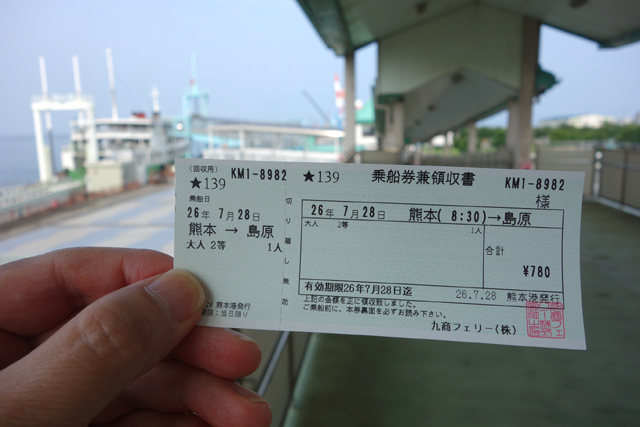 (回収用) KM1-8982
★139
乗船日
26年 7月28日
熊本 → 島原
大人 2等 1人
28 熊本港発行
：当日限り
切り離し無効
★139 乗船券兼領収書 KM1-8982
様
26年 7月28日 熊本( 8:30)→島原
大人 2等 1人
合計
¥780
有効期限26年7月28日迄
26.7.28 熊本港発行
上記の金額を正に領収致しました。
ご乗船前に、本券裏面を必ずお読み下さい。
九商フェリー(株)